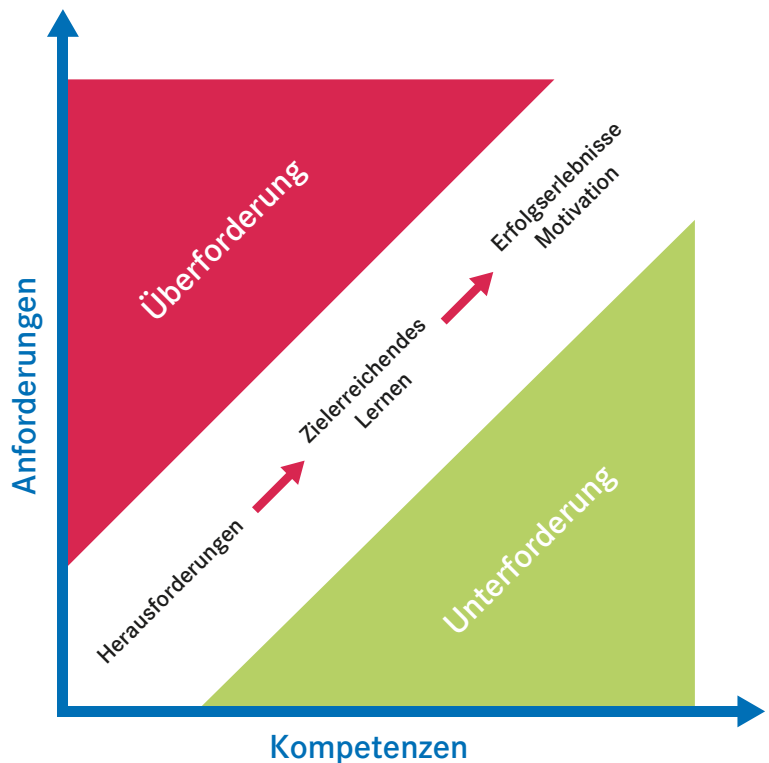 Überforderung
Erfolgserlebnisse
Motivation
Zielerreichendes
Lernen
Herausforderungen
Unterforderung
Anforderungen
Kompetenzen